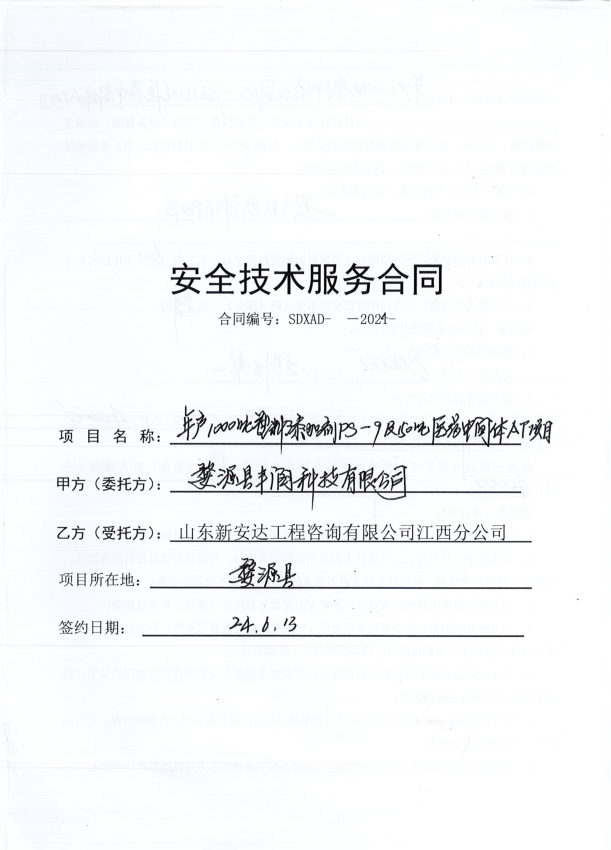 安全技术服务合同
合同编号：SDXAD- -2024-
项目名称：年产1000吨塑料添加剂PS-9及50吨医药中间体AT项目
甲方（委托方）：婺源县丰润科技有限公司
乙方（受托方）：山东新安达工程咨询有限公司江西分公司
项目所在地：婺源县
签约日期：24.6.13